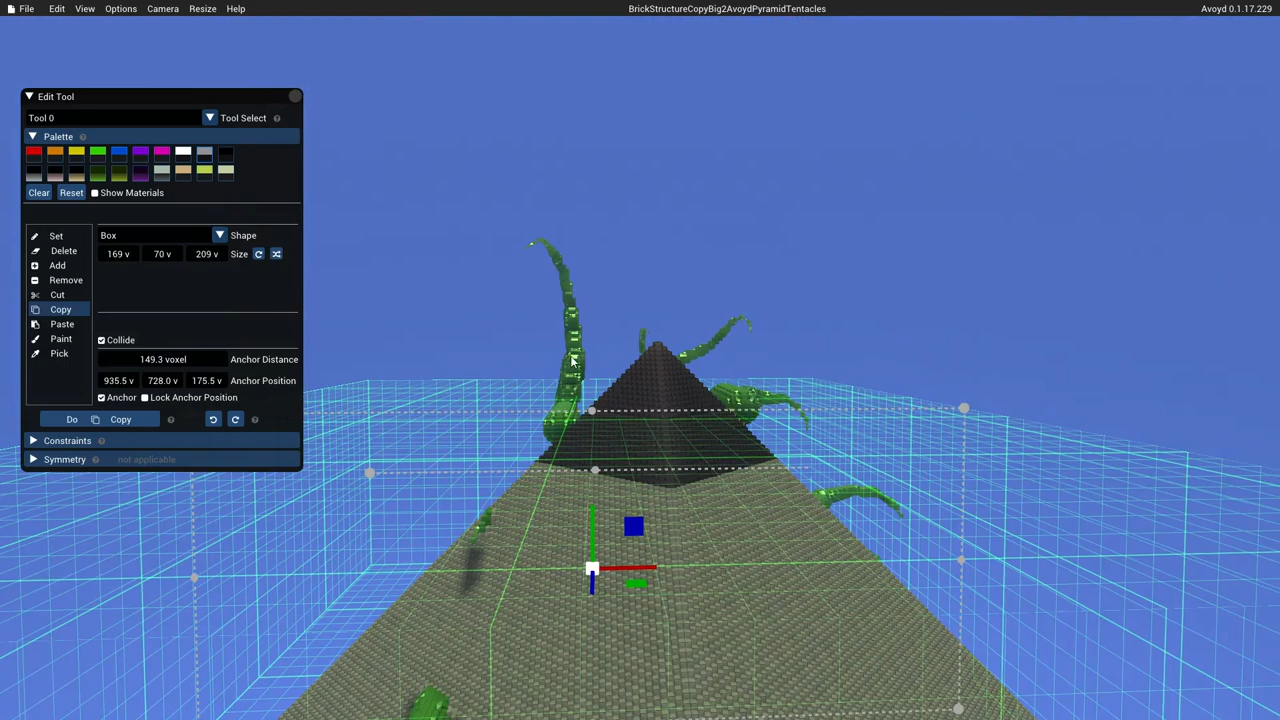 File Edit View Options Camera Resize Help BrickStructureCopyBig2AvoydPyramidTentacles Avoyd 0.1.17.229
Edit Tool
Tool 0 Tool Select ?
Palette ?
Clear Reset Show Materials
Set
Delete
Add
Remove
Cut
Copy
Paste
Paint
Pick
Box Shape
169 v 70 v 209 v Size
Collide
149.3 voxel Anchor Distance
935.5 v 728.0 v 175.5 v Anchor Position
Anchor Lock Anchor Position
Do Copy ? ?
Constraints ?
Symmetry ? not applicable